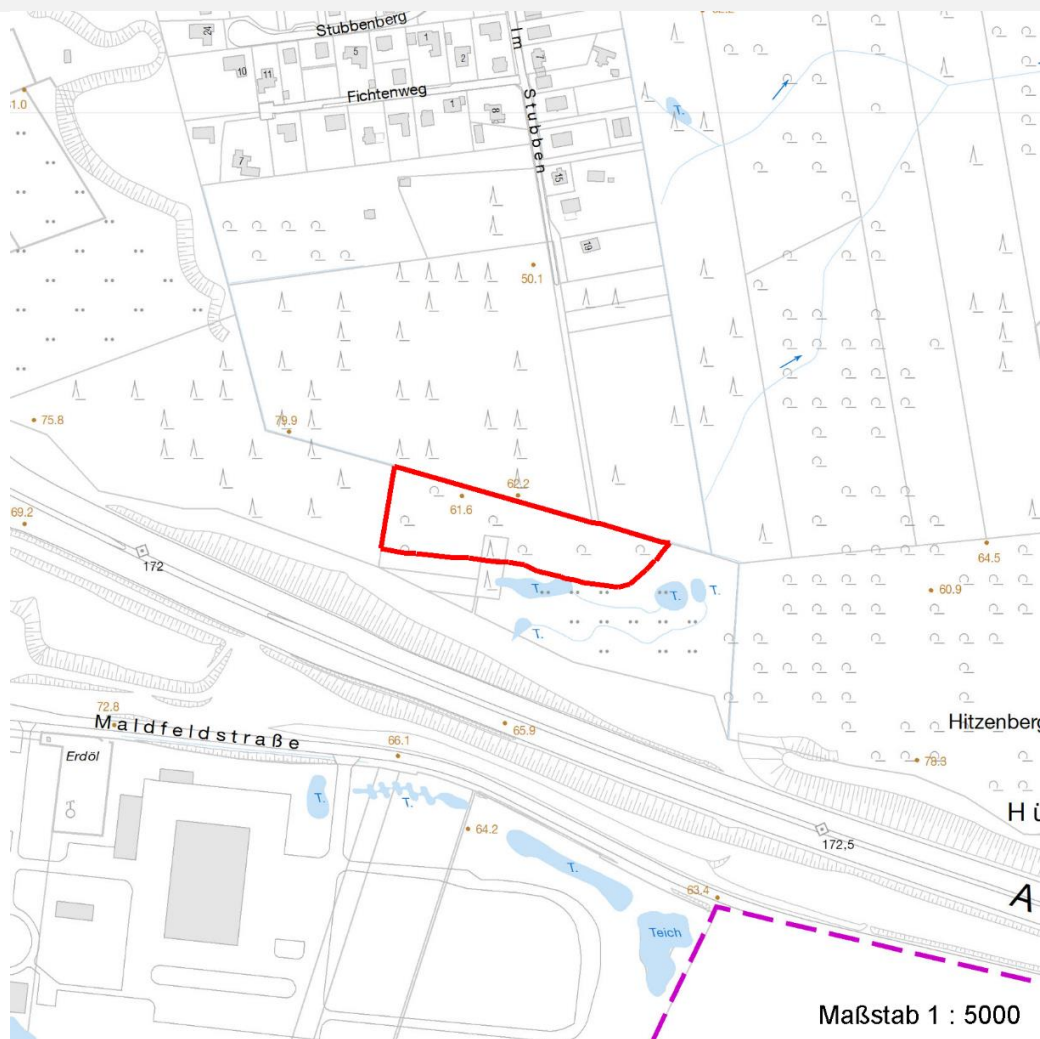 Stubbenberg
24
5
1
2
10
11
Im Stubben
7
Fichtenweg
1
8
T.
7
15
19
50.1
75.8
79.9
62.2
61.6
69.2
172
64.5
60.9
T.
T.
T.
T.
72.8
Maldfeldstraße
65.9
66.1
Erdöl
Hitzenberg
78.3
T.
T.
64.2
172,5
T.
63.4
A
Teich
Maßstab 1 : 5000